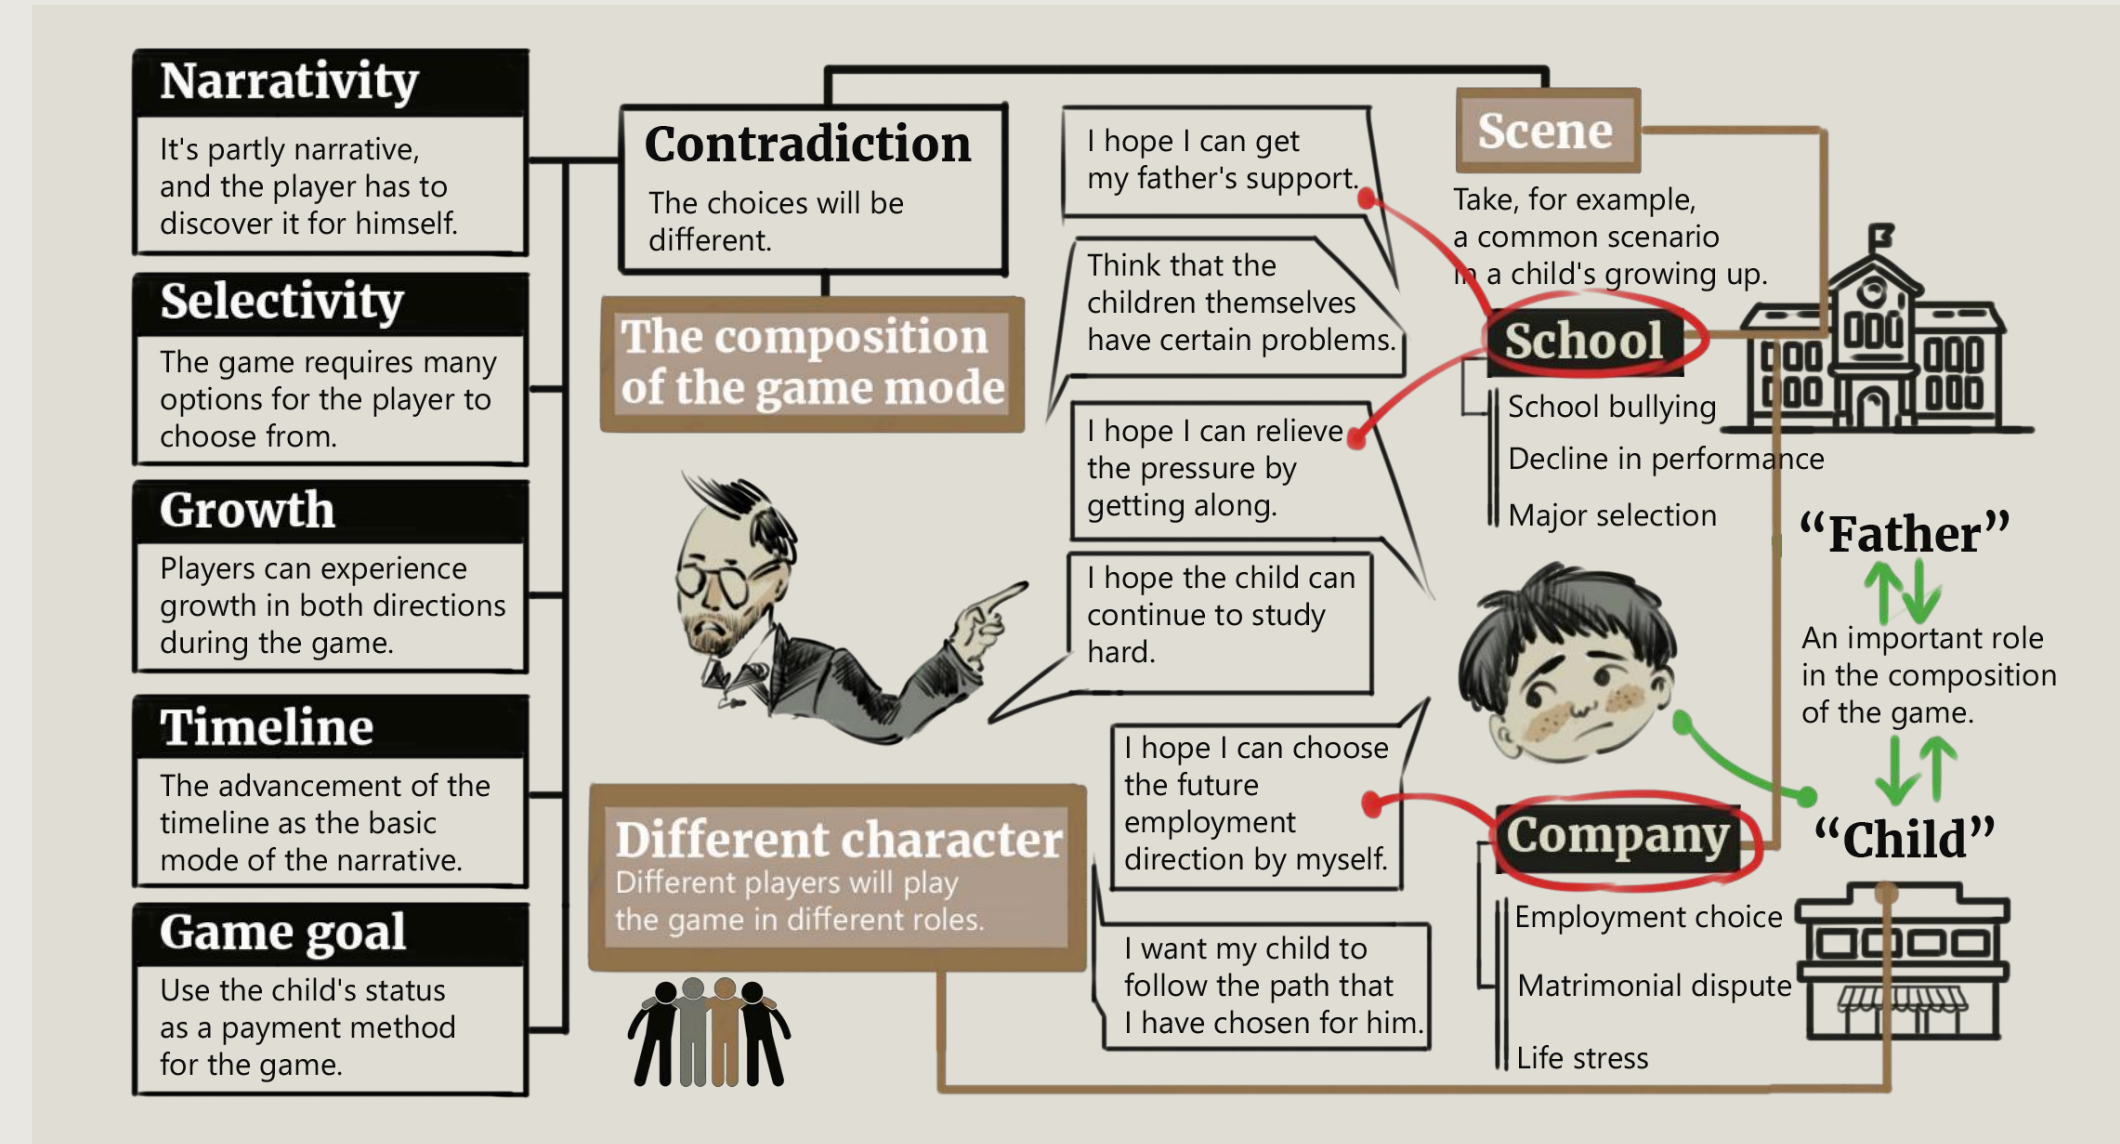 Narrativity
It's partly narrative,
and the player has to
discover it for himself.
Selectivity
The game requires many
options for the player to
choose from.
Growth
Players can experience
growth in both directions
during the game.
Timeline
The advancement of the
timeline as the basic
mode of the narrative.
Game goal
Use the child's status
as a payment method
for the game.
Contradiction
The choices will be
different.
The composition
of the game mode
Different character
Different players will play
the game in different roles.
I hope I can get
my father's support.
Think that the
children themselves
have certain problems.
I hope I can relieve
the pressure by
getting along.
I hope the child can
continue to study
hard.
I hope I can choose
the future
employment
direction by myself.
I want my child to
follow the path that
I have chosen for him.
Scene
Take, for example,
a common scenario
in a child's growing up.
School
School bullying
Decline in performance
Major selection
Company
Employment choice
Matrimonial dispute
Life stress
“Father”
An important role
in the composition
of the game.
“Child”